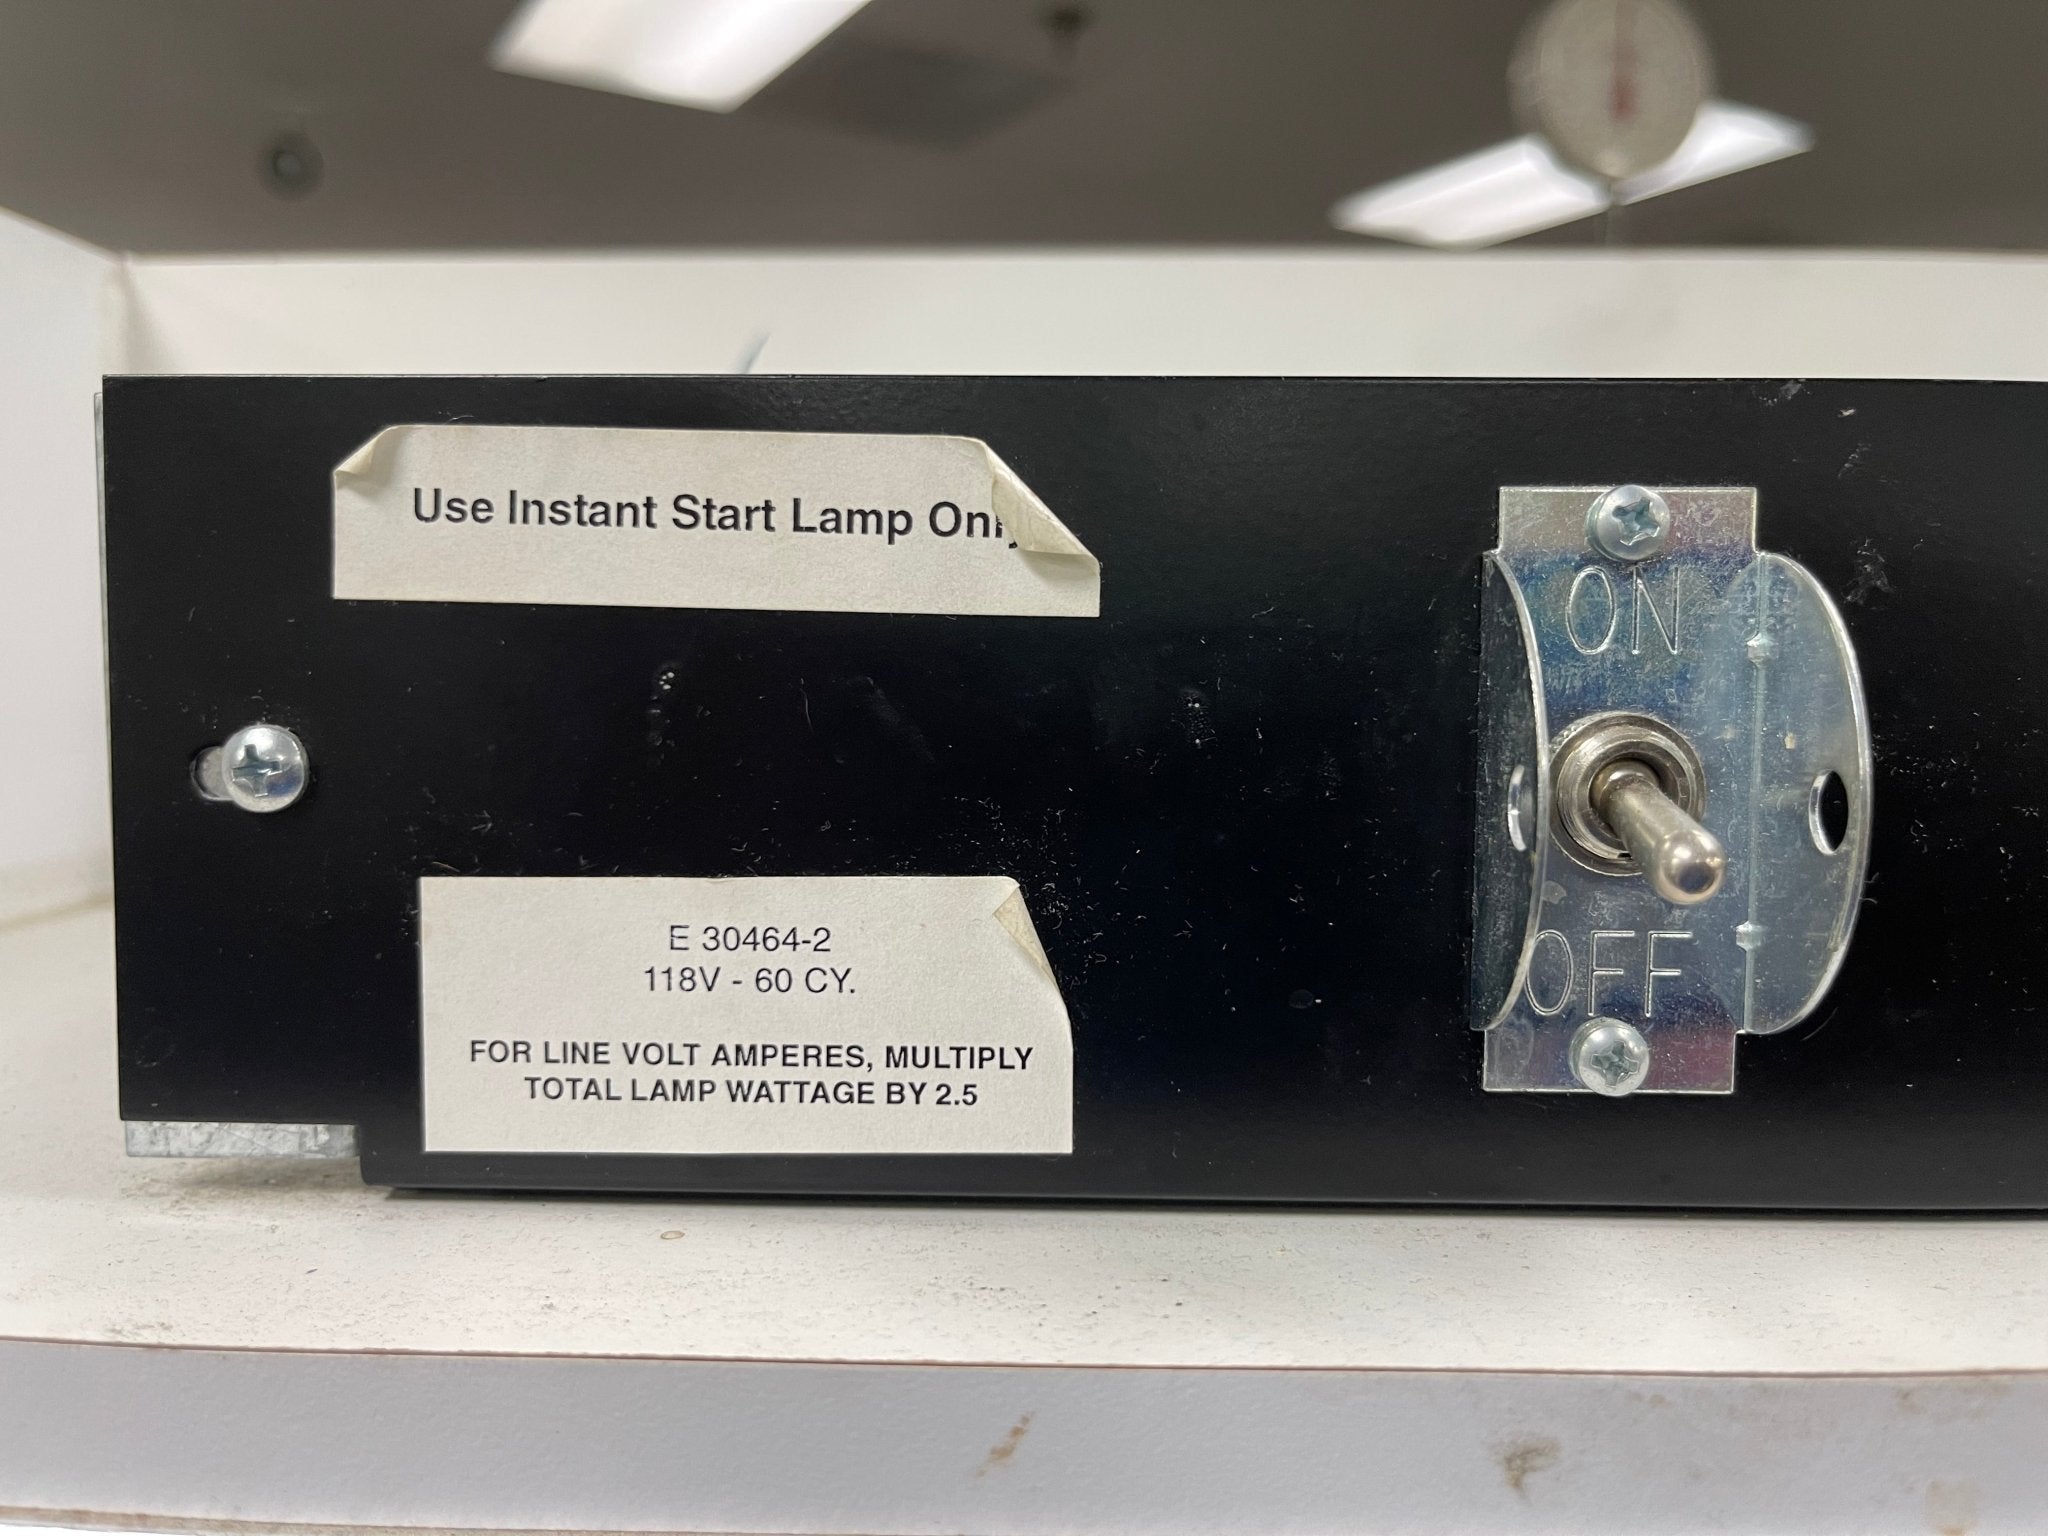 Use Instant Start Lamp Only
ON
OFF
E 30464-2
118V - 60 CY.
FOR LINE VOLT AMPERES, MULTIPLY
TOTAL LAMP WATTAGE BY 2.5